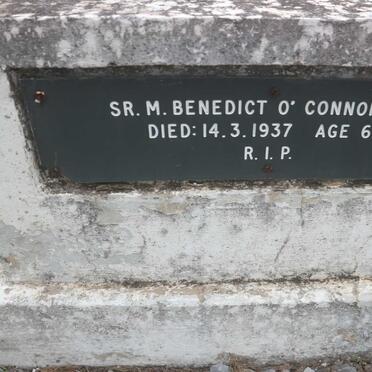 SR. M. BENEDICT O' CONNO
DIED: 14.3.1937 AGE 6
R.I.P.